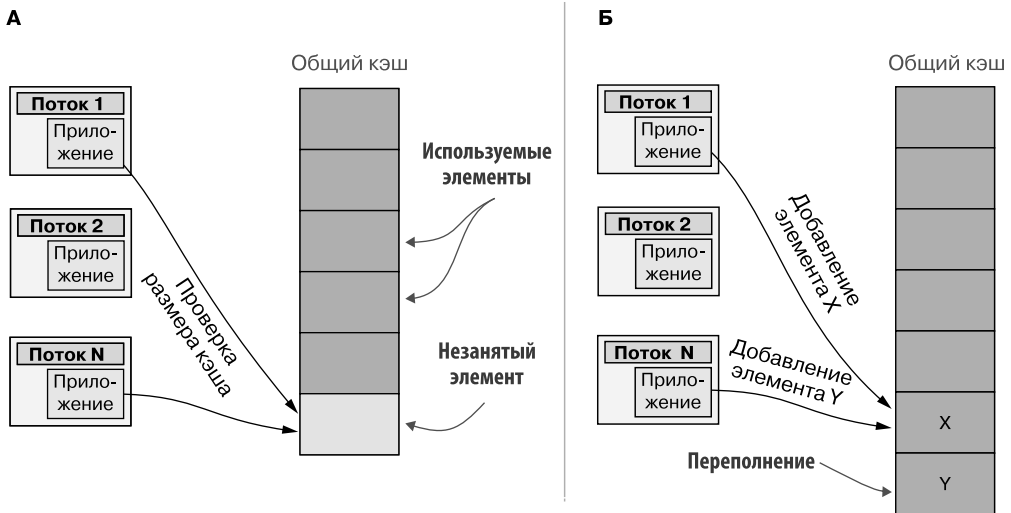 А
Общий кэш
Поток 1
Прило-
жение
Поток 2
Прило-
жение
Поток N
Прило-
жение
Проверка
размера кэша
Используемые
элементы
Незанятый
элемент
Б
Общий кэш
Поток 1
Прило-
жение
Поток 2
Прило-
жение
Поток N
Прило-
жение
Добавление
элемента X
Добавление
элемента Y
X
Переполнение
Y